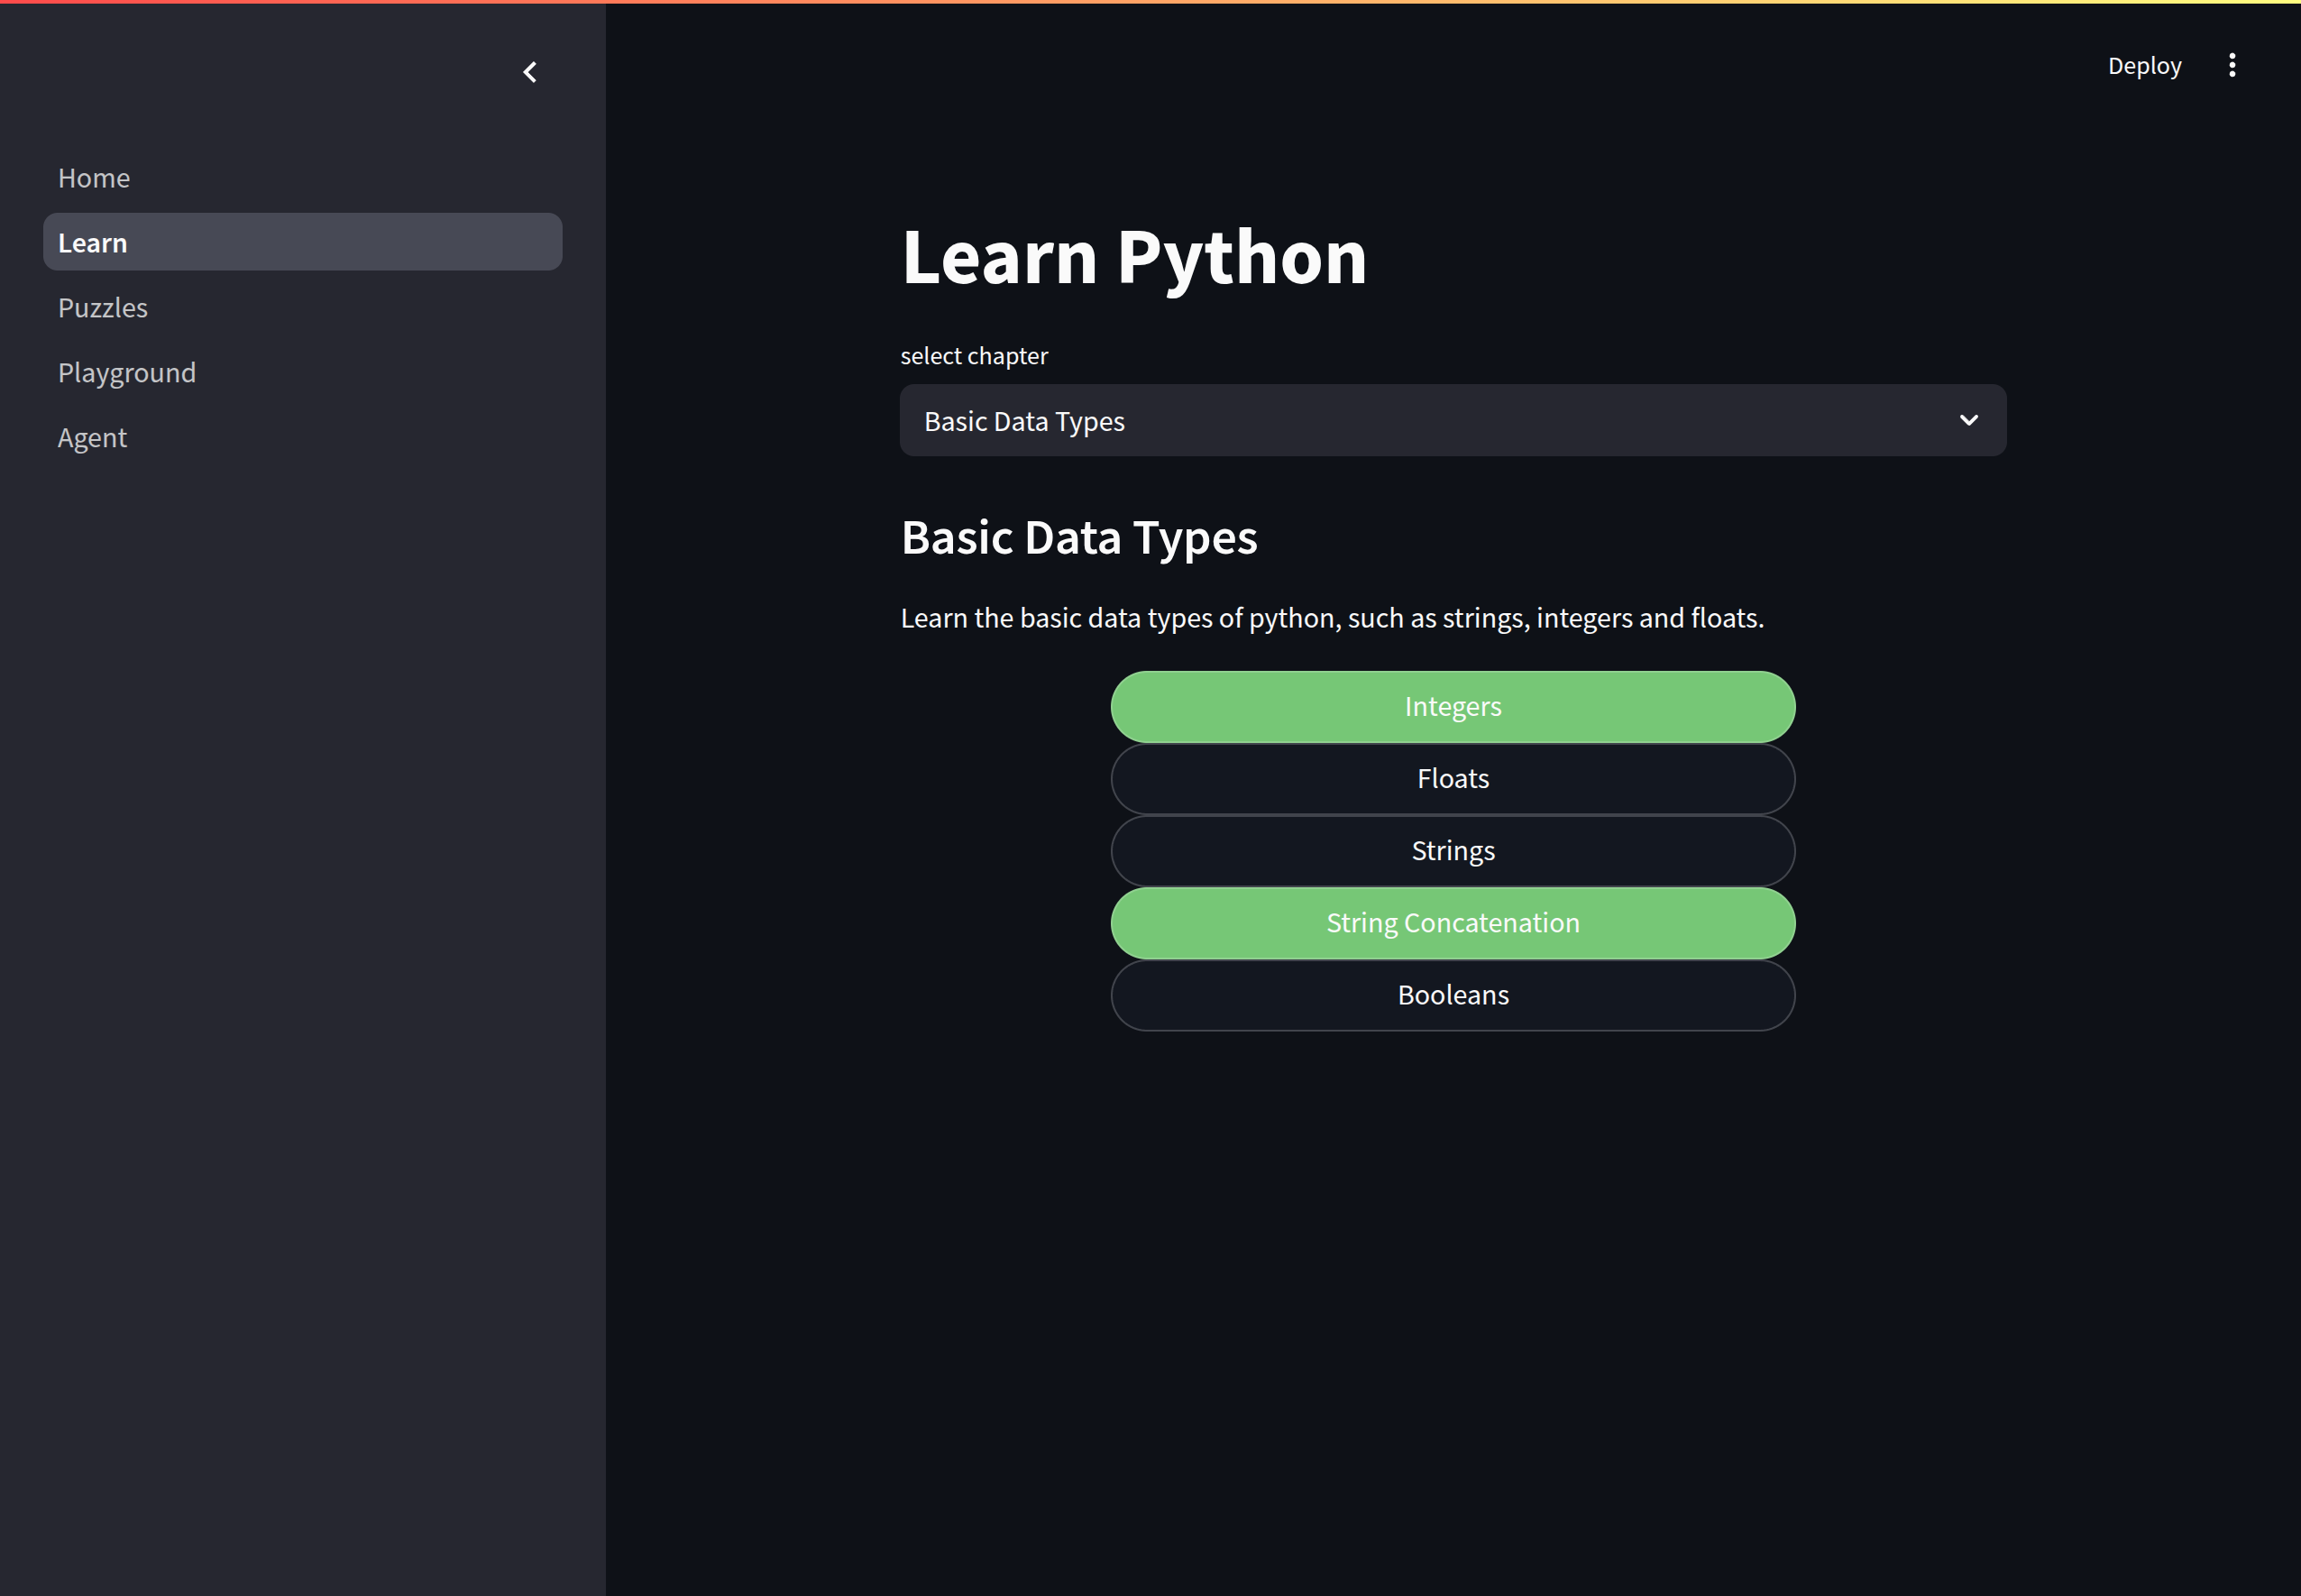 Deploy
Home
Learn
Puzzles
Playground
Agent
Learn Python
select chapter
Basic Data Types
Basic Data Types
Learn the basic data types of python, such as strings, integers and floats.
Integers
Floats
Strings
String Concatenation
Booleans